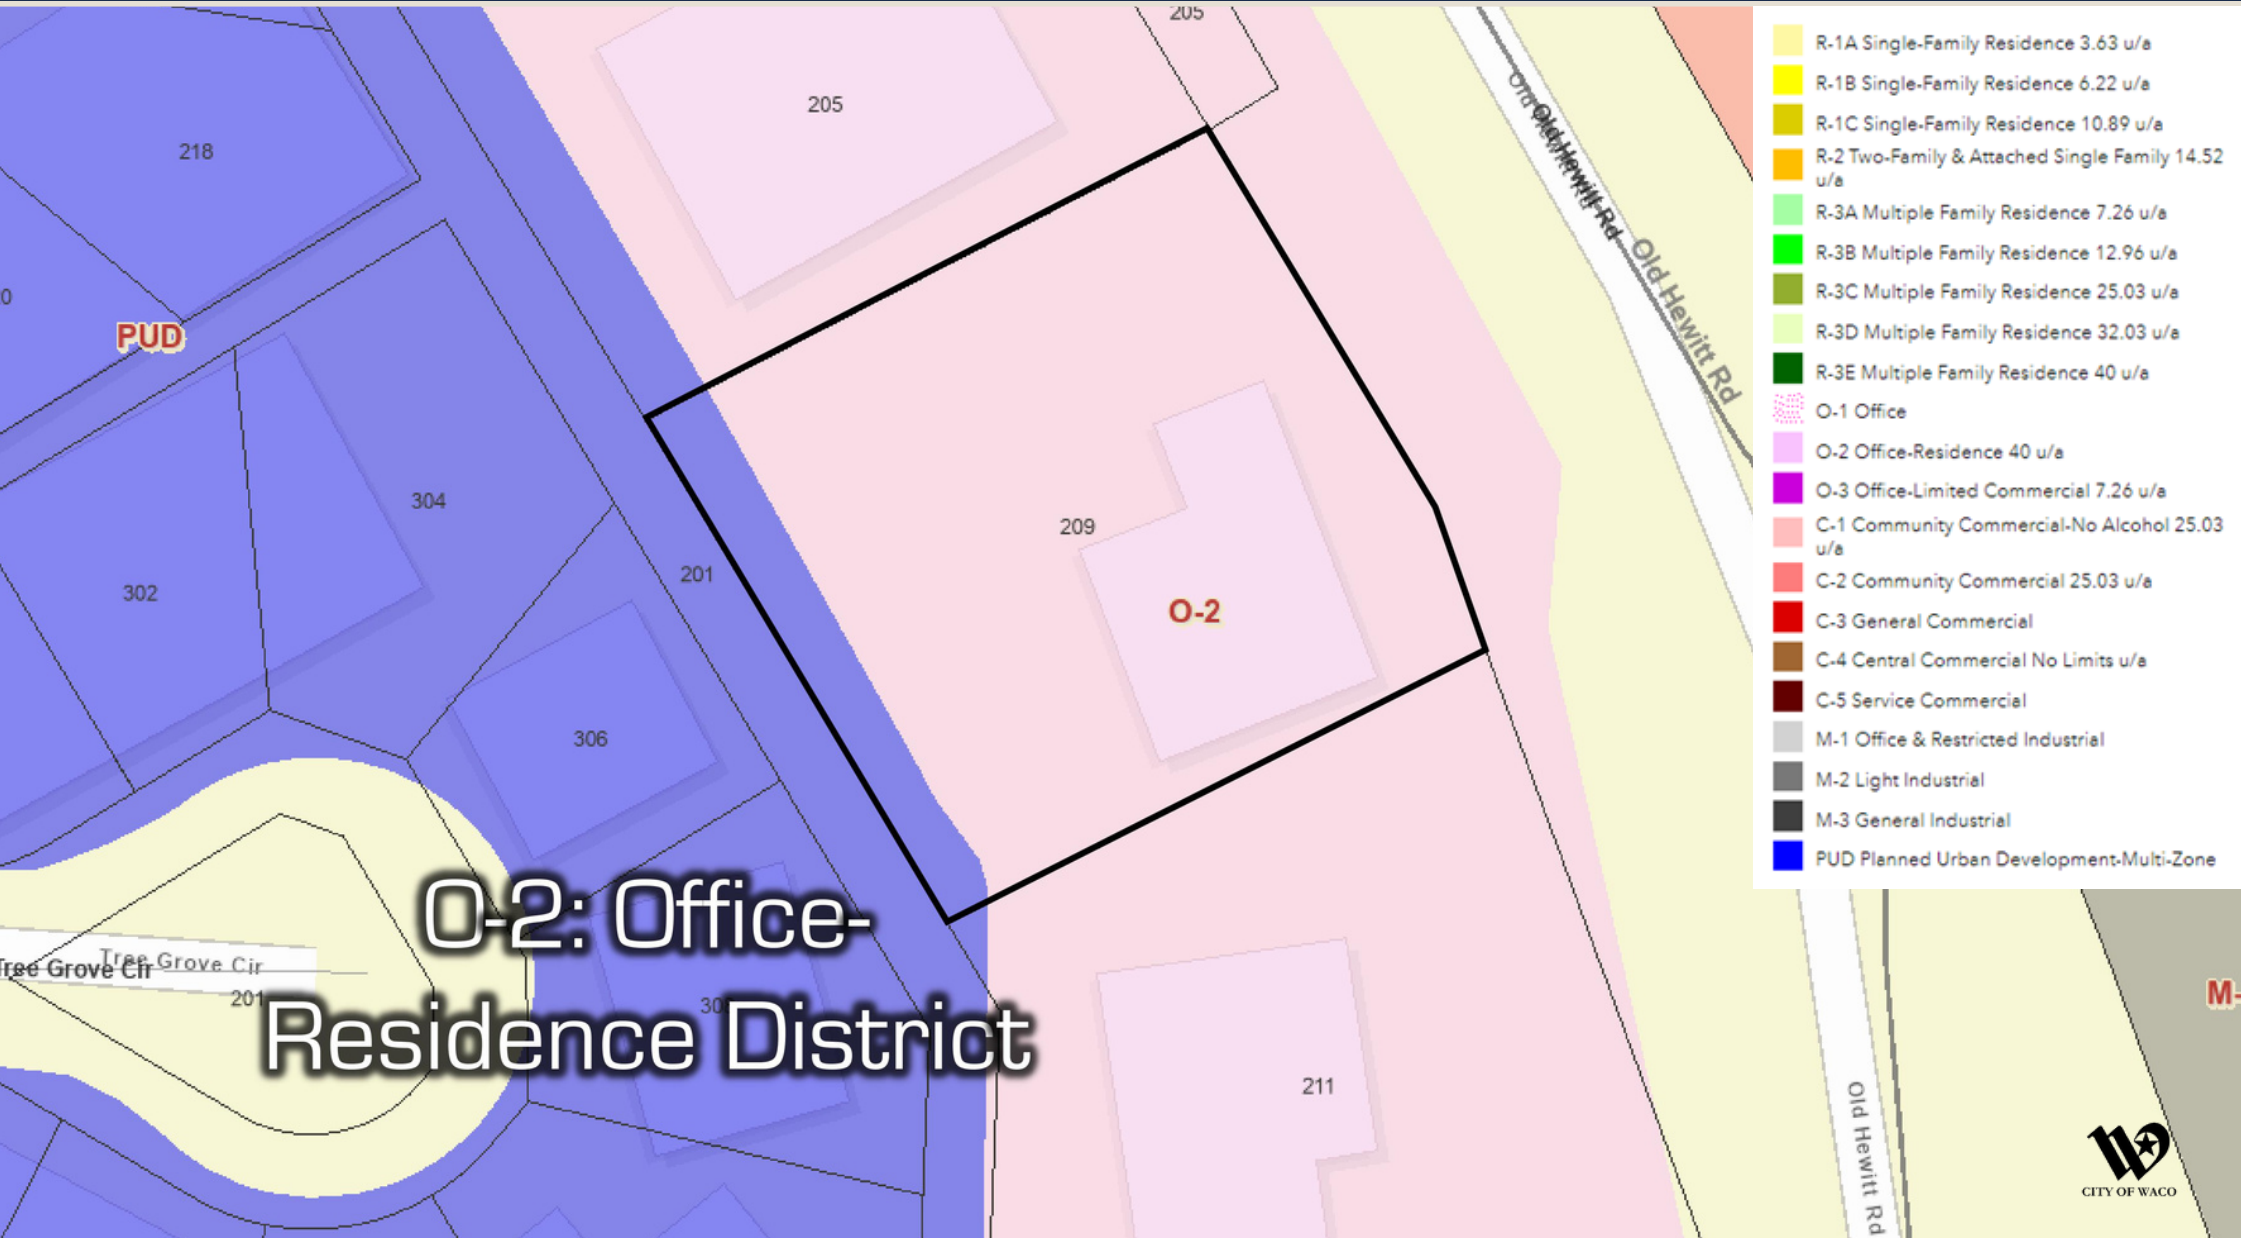 205
205
218
0
PUD
304
302
201
209
O-2
306
O-2: Office-
Residence District
Tree Grove Cir
Tree Grove Cir
201
30
211
Old Hewitt Rd
Old Hewitt Rd
Old Hewitt Rd
Old Hewitt Rd
M-
CITY OF WACO
R-1A Single-Family Residence 3.63 u/a
R-1B Single-Family Residence 6.22 u/a
R-1C Single-Family Residence 10.89 u/a
R-2 Two-Family & Attached Single Family 14.52
u/a
R-3A Multiple Family Residence 7.26 u/a
R-3B Multiple Family Residence 12.96 u/a
R-3C Multiple Family Residence 25.03 u/a
R-3D Multiple Family Residence 32.03 u/a
R-3E Multiple Family Residence 40 u/a
O-1 Office
O-2 Office-Residence 40 u/a
O-3 Office-Limited Commercial 7.26 u/a
C-1 Community Commercial-No Alcohol 25.03
u/a
C-2 Community Commercial 25.03 u/a
C-3 General Commercial
C-4 Central Commercial No Limits u/a
C-5 Service Commercial
M-1 Office & Restricted Industrial
M-2 Light Industrial
M-3 General Industrial
PUD Planned Urban Development-Multi-Zone